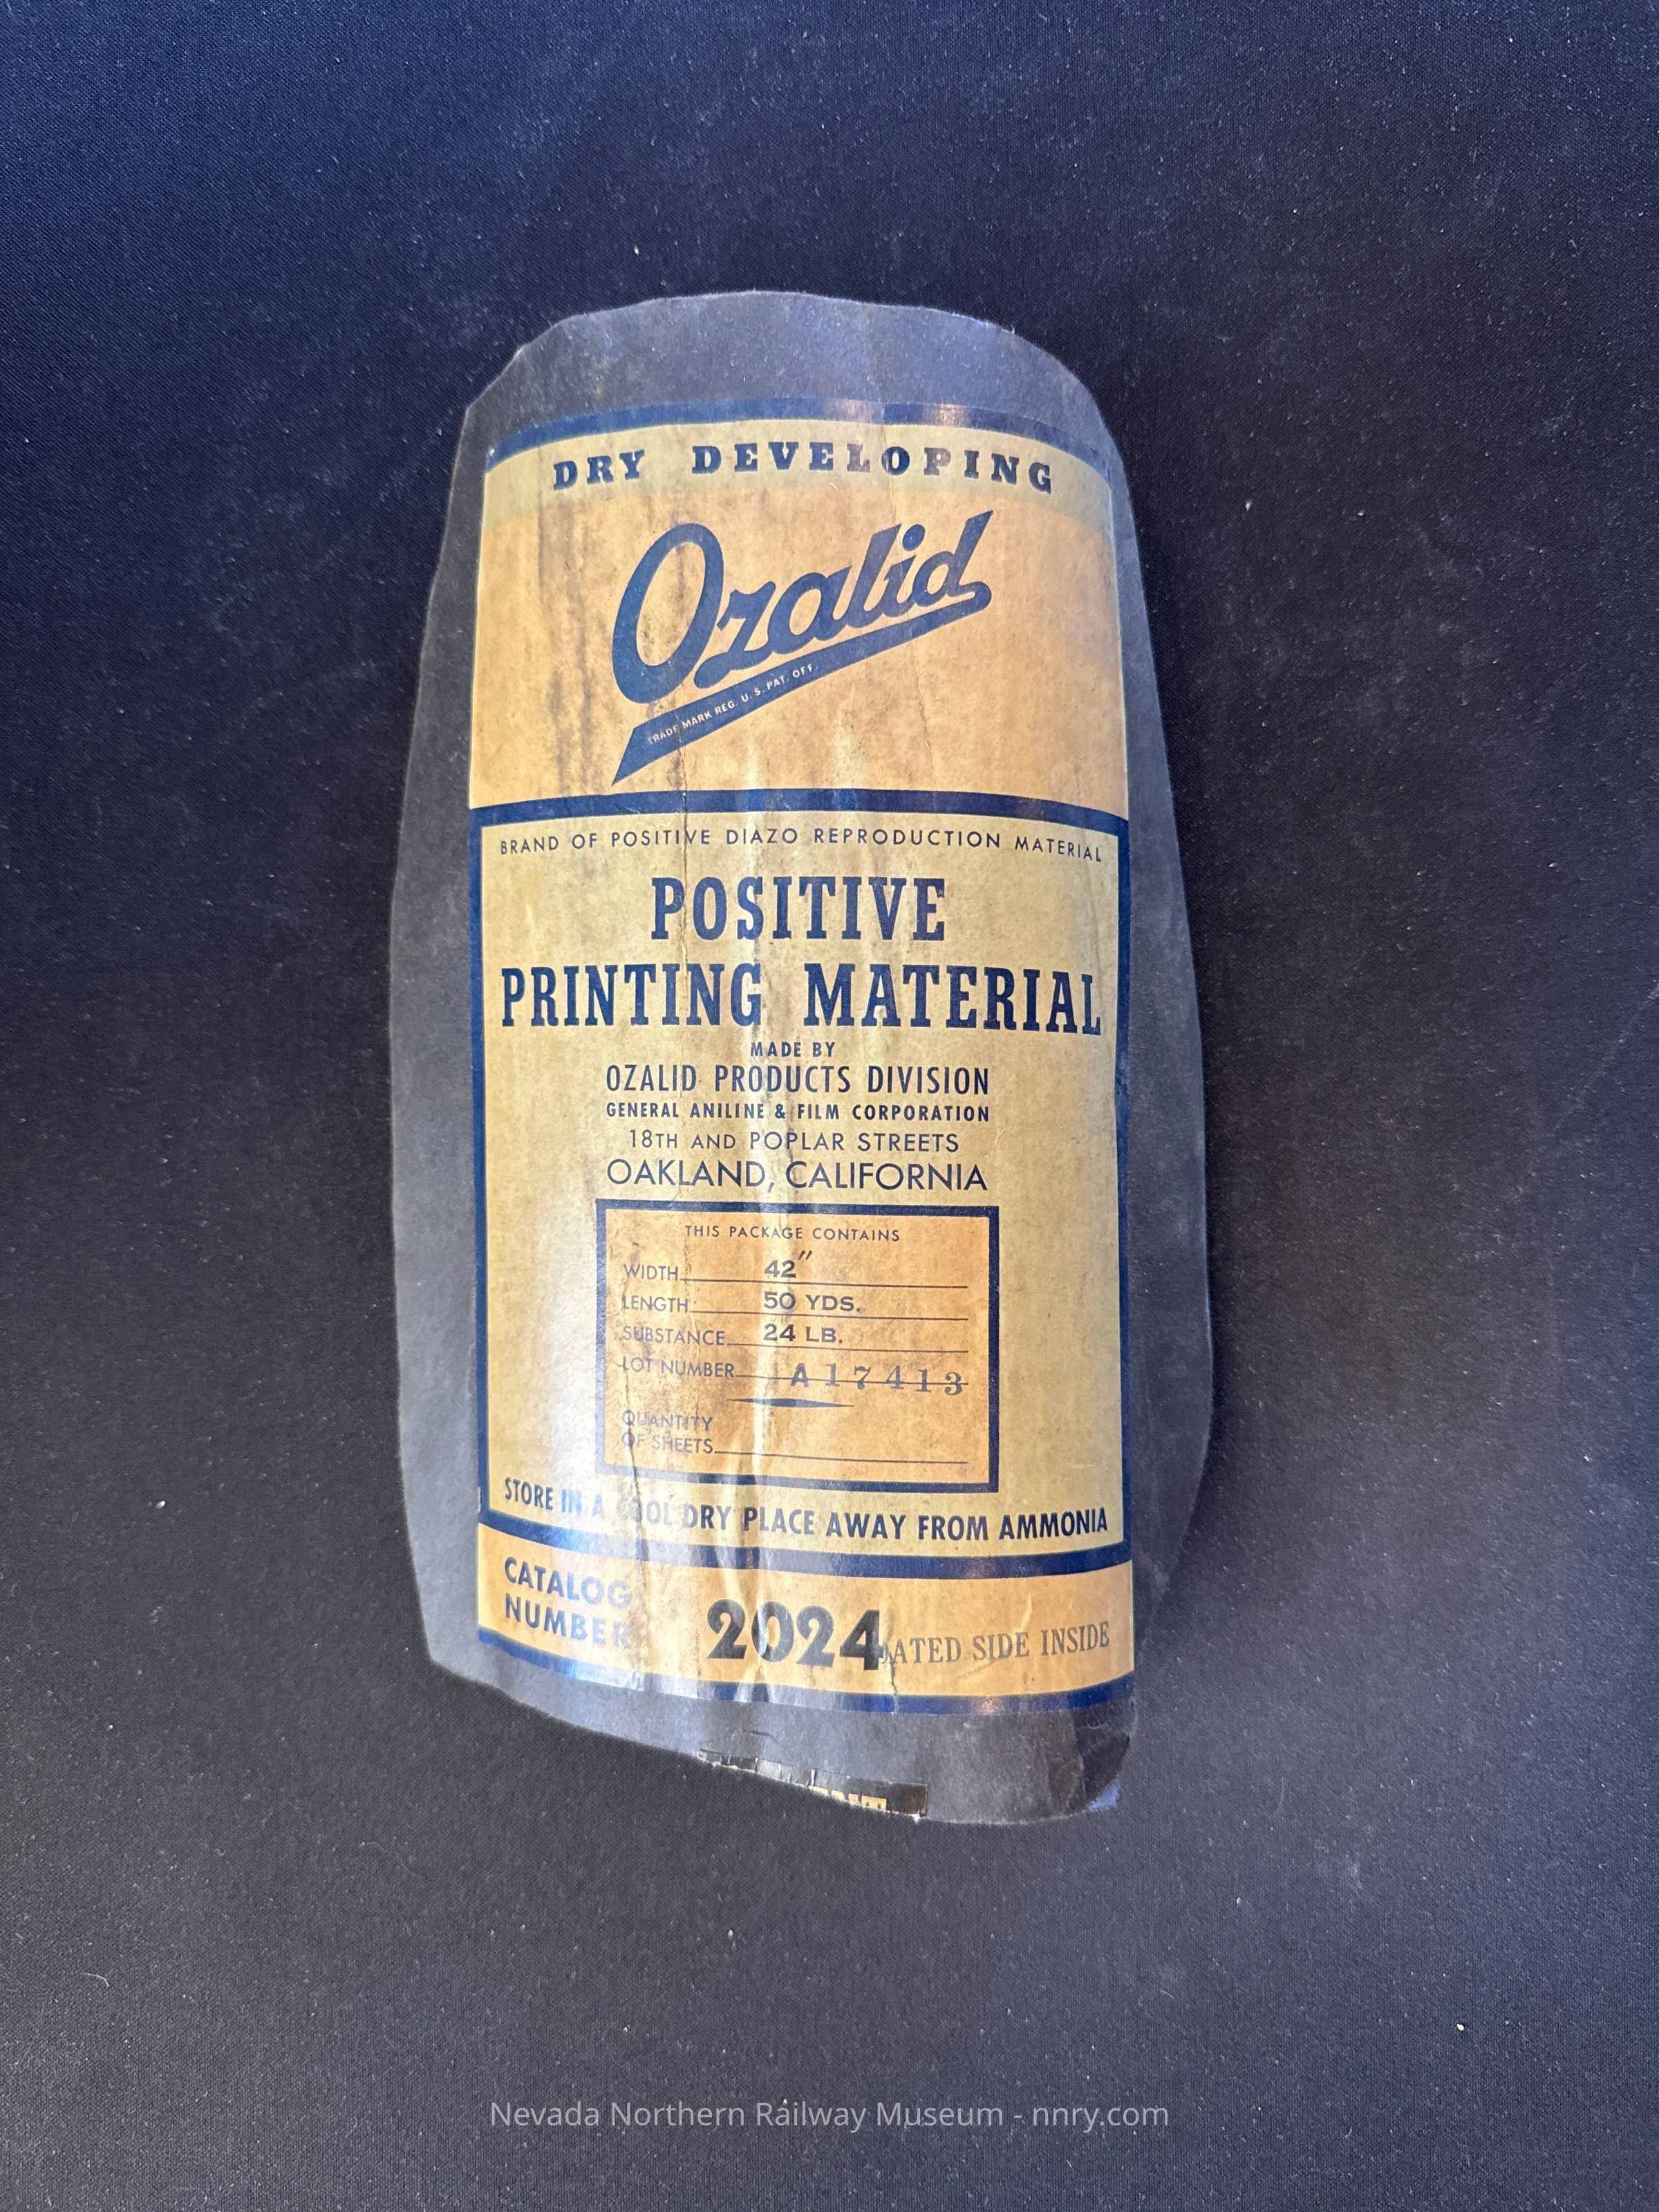 DRY DEVELOPING
Ozalid
TRADE MARK REG. U. S. PAT. OFF.
BRAND OF POSITIVE DIAZO REPRODUCTION MATERIAL
POSITIVE
PRINTING MATERIAL
MADE BY
OZALID PRODUCTS DIVISION
GENERAL ANILINE & FILM CORPORATION
18TH AND POPLAR STREETS
OAKLAND, CALIFORNIA
THIS PACKAGE CONTAINS
WIDTH 42"
LENGTH 50 YDS.
SUBSTANCE 24 LB.
LOT NUMBER A17413
QUANTITY
OF SHEETS
STORE IN A COOL DRY PLACE AWAY FROM AMMONIA
CATALOG
NUMBER
2024 SIDE INSIDE
Nevada Northern Railway Museum - nnry.com